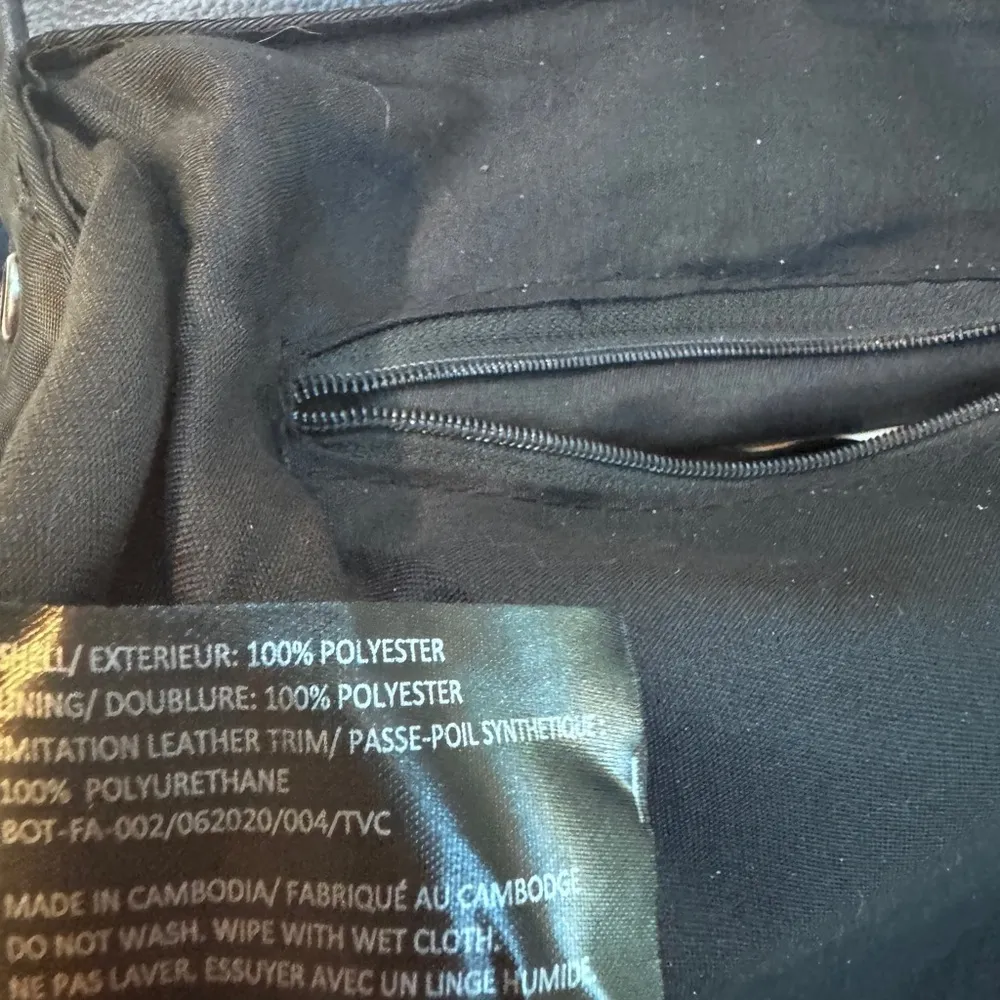 SHELL/ EXTERIEUR: 100% POLYESTER
LINING/ DOUBLURE: 100% POLYESTER
IMITATION LEATHER TRIM/ PASSE-POIL SYNTHETIQUE:
100% POLYURETHANE
BOT-FA-002/062020/004/TVC
MADE IN CAMBODIA/ FABRIQUÉ AU CAMBODGE
DO NOT WASH. WIPE WITH WET CLOTH.
NE PAS LAVER. ESSUYER AVEC UN LINGE HUMIDE.